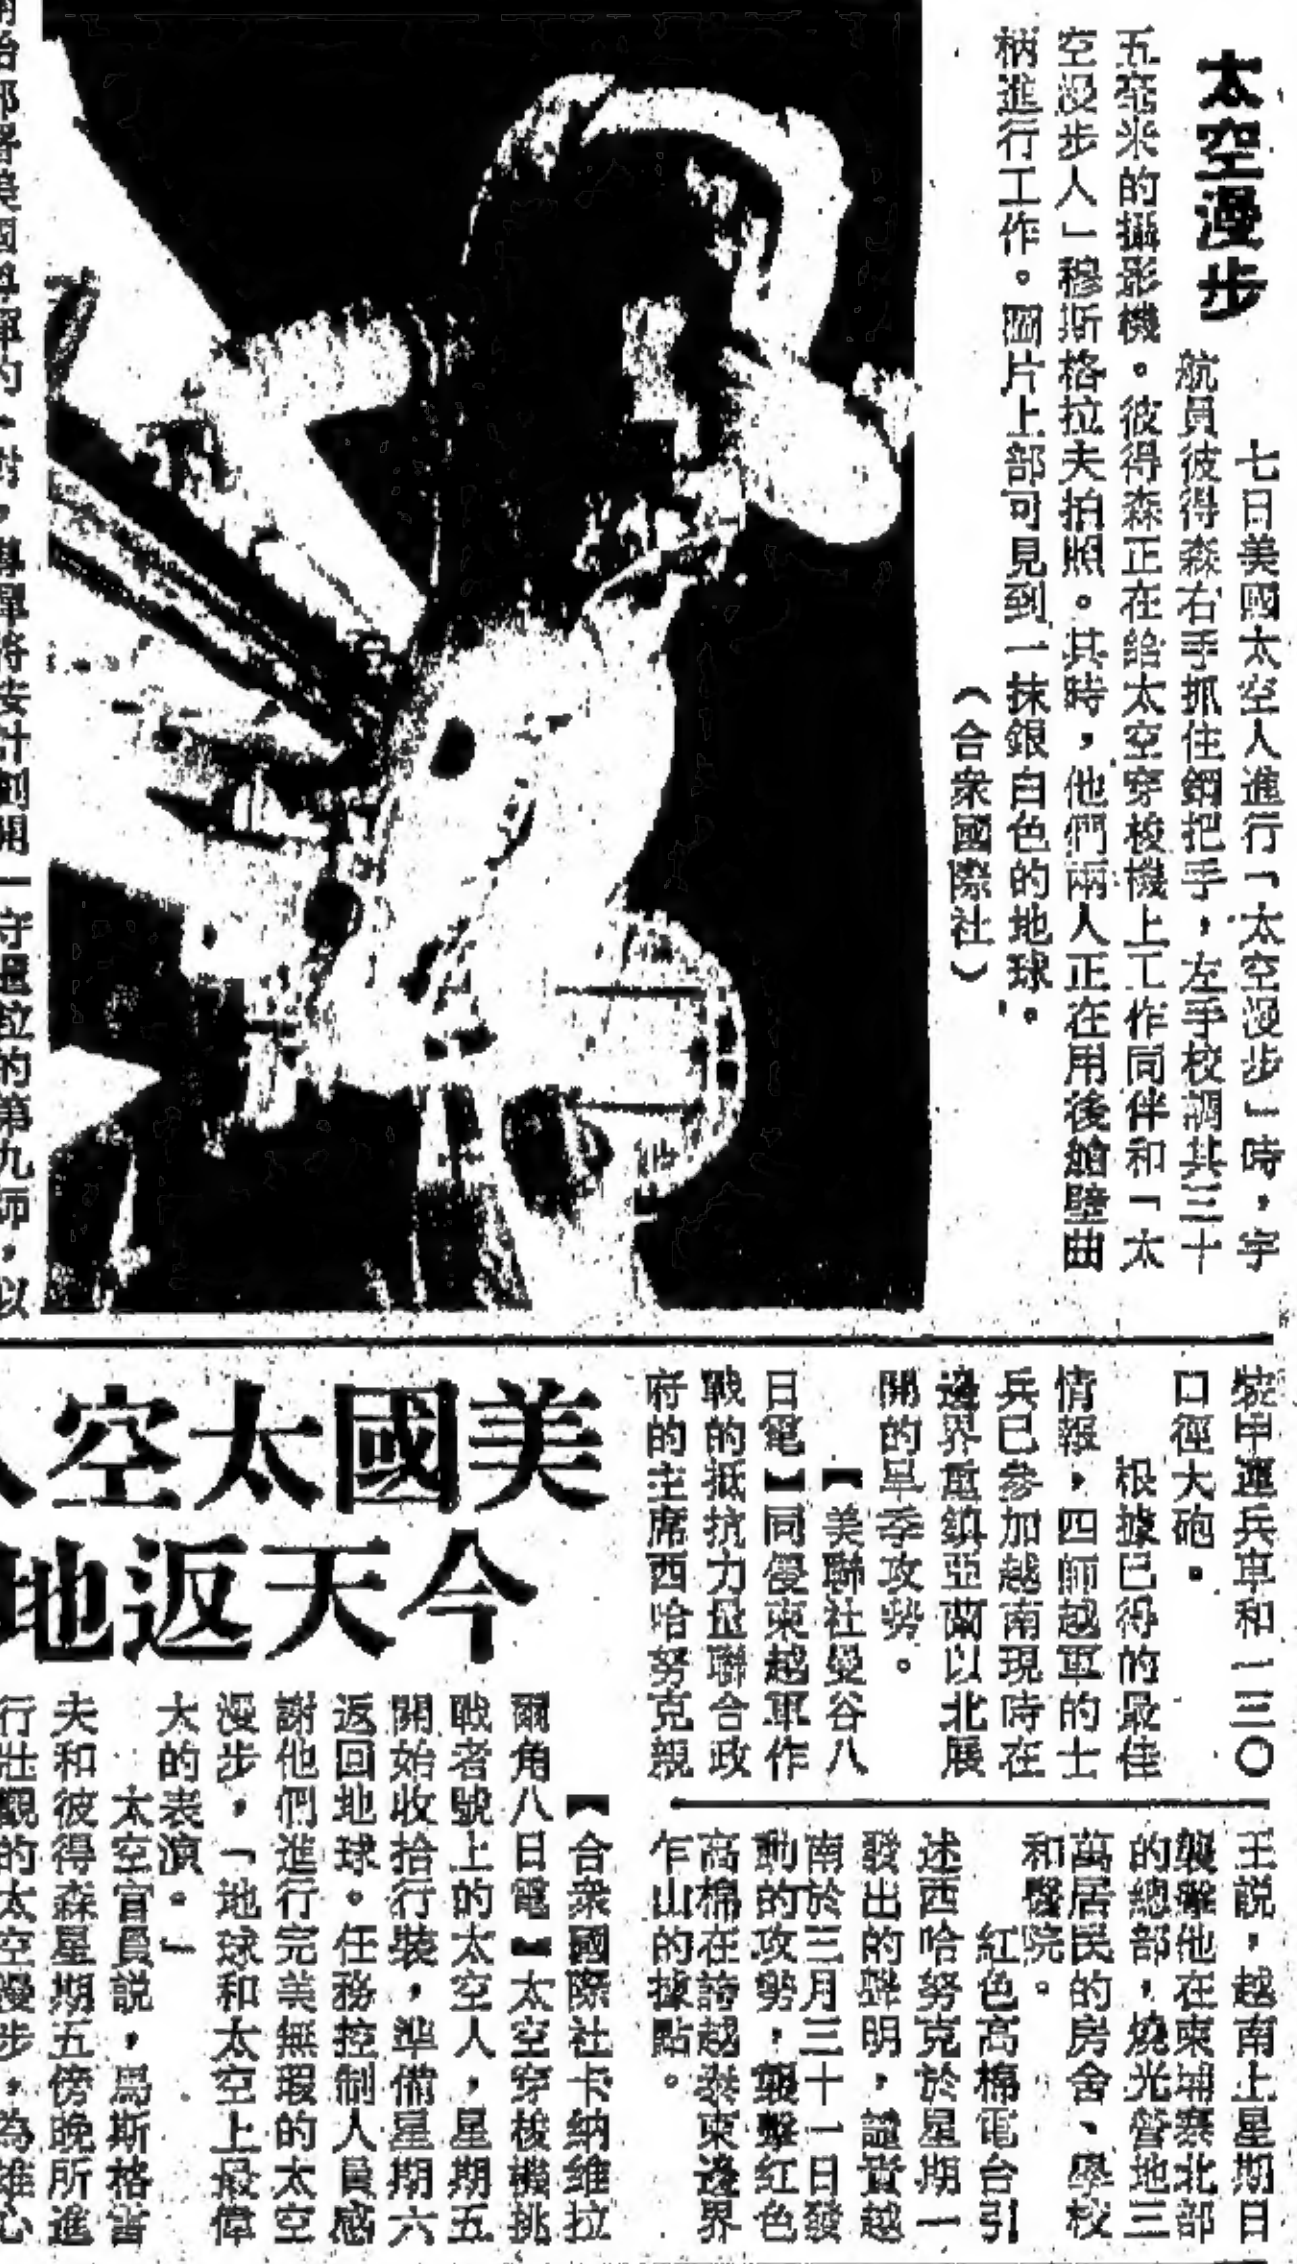 太空漫步
七日美國太空人進行「太空漫步」時，宇
航員彼得森右手抓住鋼把手，左手校調其三十
五毫米的攝影機。彼得森正在給太空穿梭機上工作同伴和「太
空漫步人」穆斯格拉夫拍照。其時，他們兩人正在用後艙壁曲
柄進行工作。圖片上部可見到一抹銀白色的地球。
（合衆國際社）
裝甲運兵車和一三〇
口徑大砲。
根據已得的最佳
情報，四師越軍的士
兵已參加越南現時在
邊界重鎮亞蘭以北展
開的旱季攻勢。
【美聯社曼谷八
日電】同侵柬越軍作
戰的抵抗力量聯合政
府的主席西哈努克親
王説，越南上星期日
襲擊他在柬埔寨北部
的總部，燒光營地三
萬居民的房舍、學校
和醫院。
紅色高棉電台引
述西哈努克於星期一
發出的聲明，譴責越
南於三月三十一日發
動的攻勢，襲擊紅色
高棉在誇越泰柬邊界
乍山的據點。
美國太空人
今天返地
【合衆國際社卡納維拉
爾角八日電】太空穿梭機挑
戰者號上的太空人，星期五
開始收拾行裝，準備星期六
返回地球。任務控制人員感
謝他們進行完美無瑕的太空
漫步，「地球和太空上最偉
大的表演。」
太空官員説，馬斯格雷
夫和彼得森星期五傍晚所進
行壯觀的太空漫步，為雄心